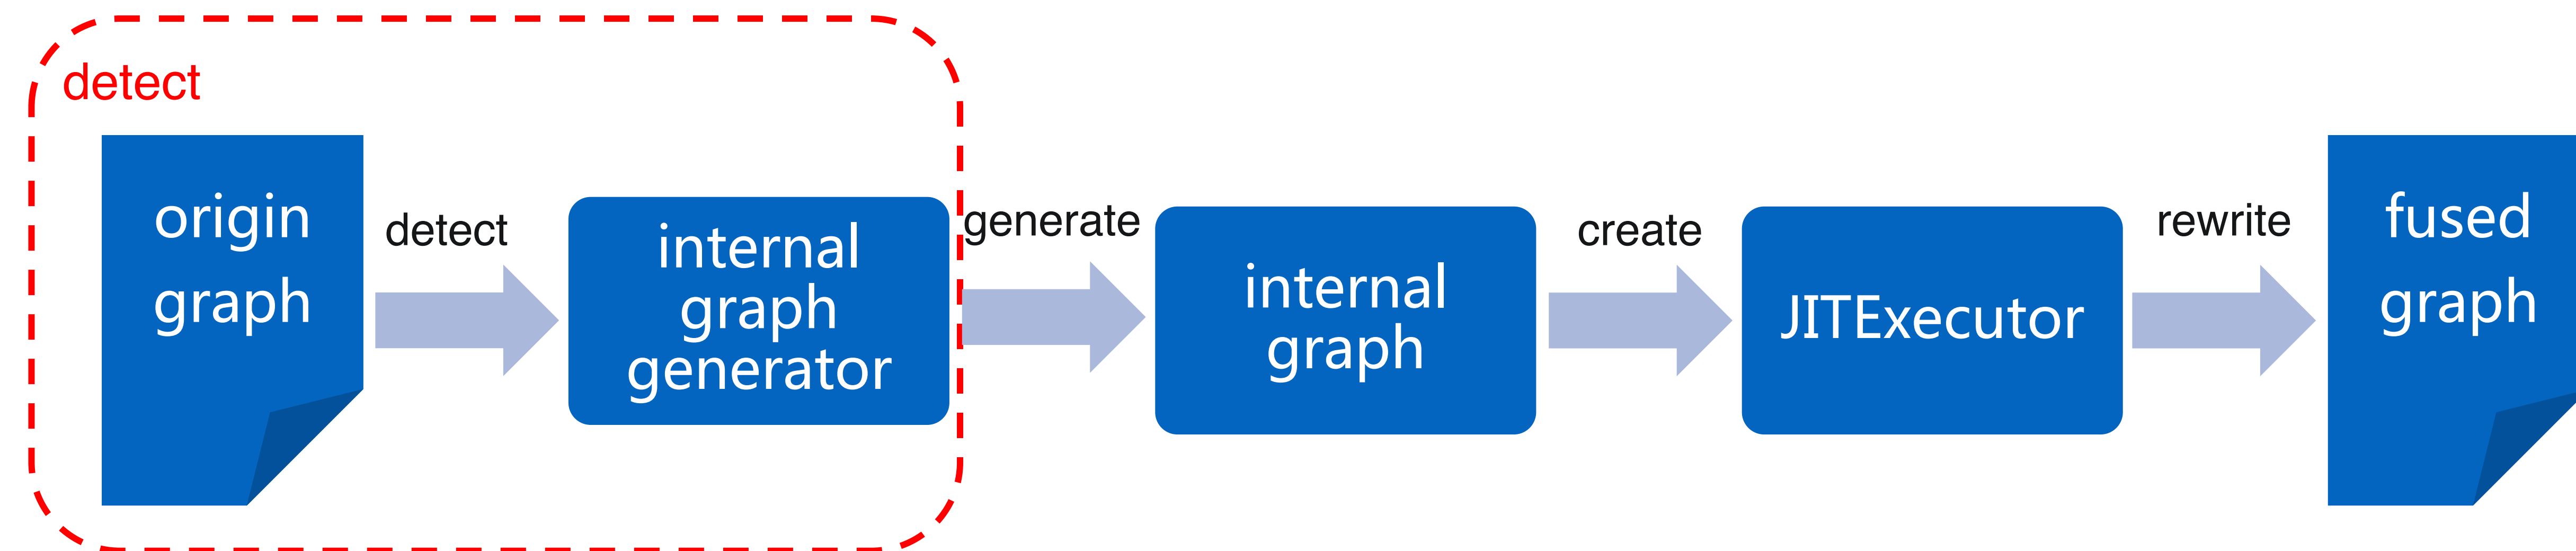 detect
origin
graph
detect
internal
graph
generator
generate
internal
graph
create
JITExecutor
rewrite
fused
graph